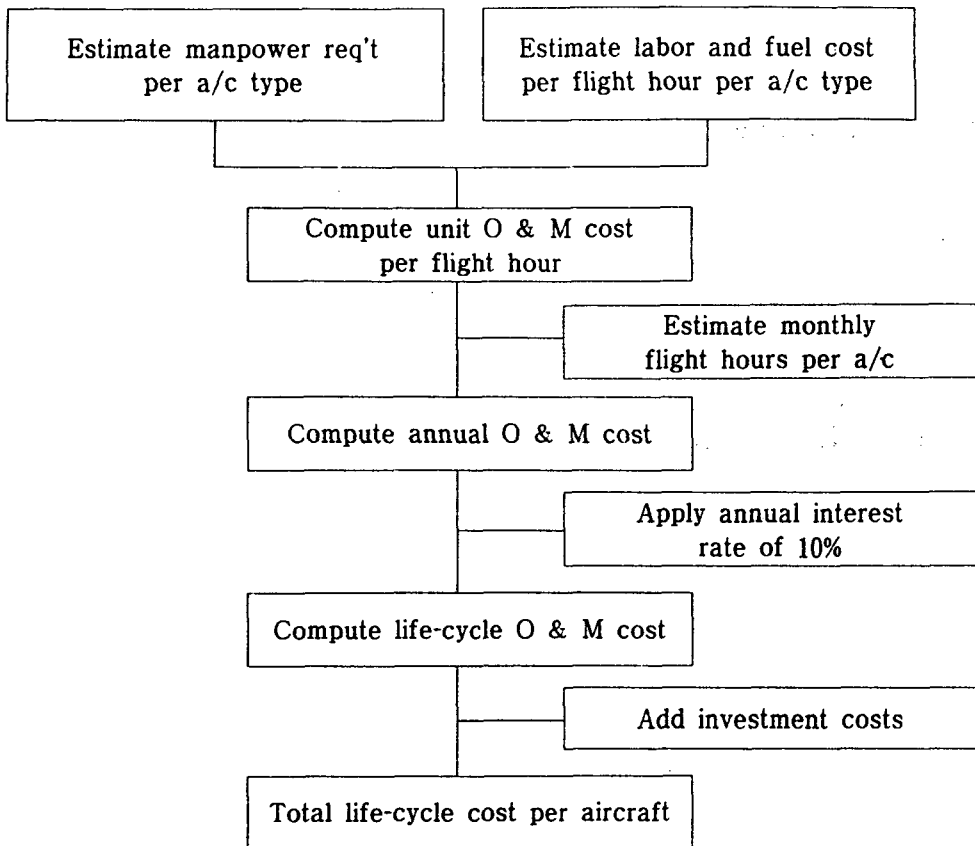 Estimate manpower req't
per a/c type
Estimate labor and fuel cost
per flight hour per a/c type
Compute unit O & M cost
per flight hour
Estimate monthly
flight hours per a/c
Compute annual O & M cost
Apply annual interest
rate of 10%
Compute life-cycle O & M cost
Add investment costs
Total life-cycle cost per aircraft